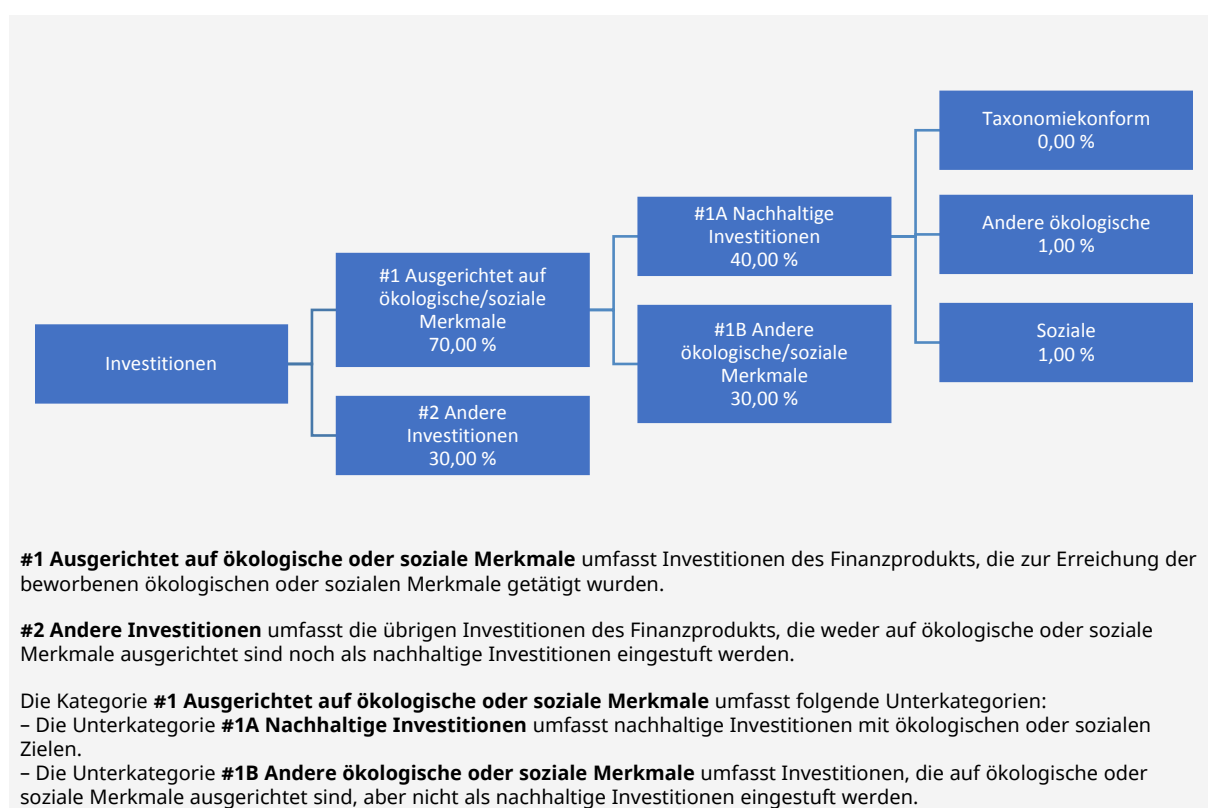 Taxonomiekonform
0,00 %
#1A Nachhaltige
Investitionen
40,00 %
Andere ökologische
1,00 %
#1 Ausgerichtet auf
ökologische/soziale
Merkmale
70,00 %
#1B Andere
ökologische/soziale
Merkmale
30,00 %
Soziale
1,00 %
Investitionen
#2 Andere
Investitionen
30,00 %
#1 Ausgerichtet auf ökologische oder soziale Merkmale umfasst Investitionen des Finanzprodukts, die zur Erreichung der
beworbenen ökologischen oder sozialen Merkmale getätigt wurden.
#2 Andere Investitionen umfasst die übrigen Investitionen des Finanzprodukts, die weder auf ökologische oder soziale
Merkmale ausgerichtet sind noch als nachhaltige Investitionen eingestuft werden.
Die Kategorie #1 Ausgerichtet auf ökologische oder soziale Merkmale umfasst folgende Unterkategorien:
– Die Unterkategorie #1A Nachhaltige Investitionen umfasst nachhaltige Investitionen mit ökologischen oder sozialen
Zielen.
– Die Unterkategorie #1B Andere ökologische oder soziale Merkmale umfasst Investitionen, die auf ökologische oder
soziale Merkmale ausgerichtet sind, aber nicht als nachhaltige Investitionen eingestuft werden.